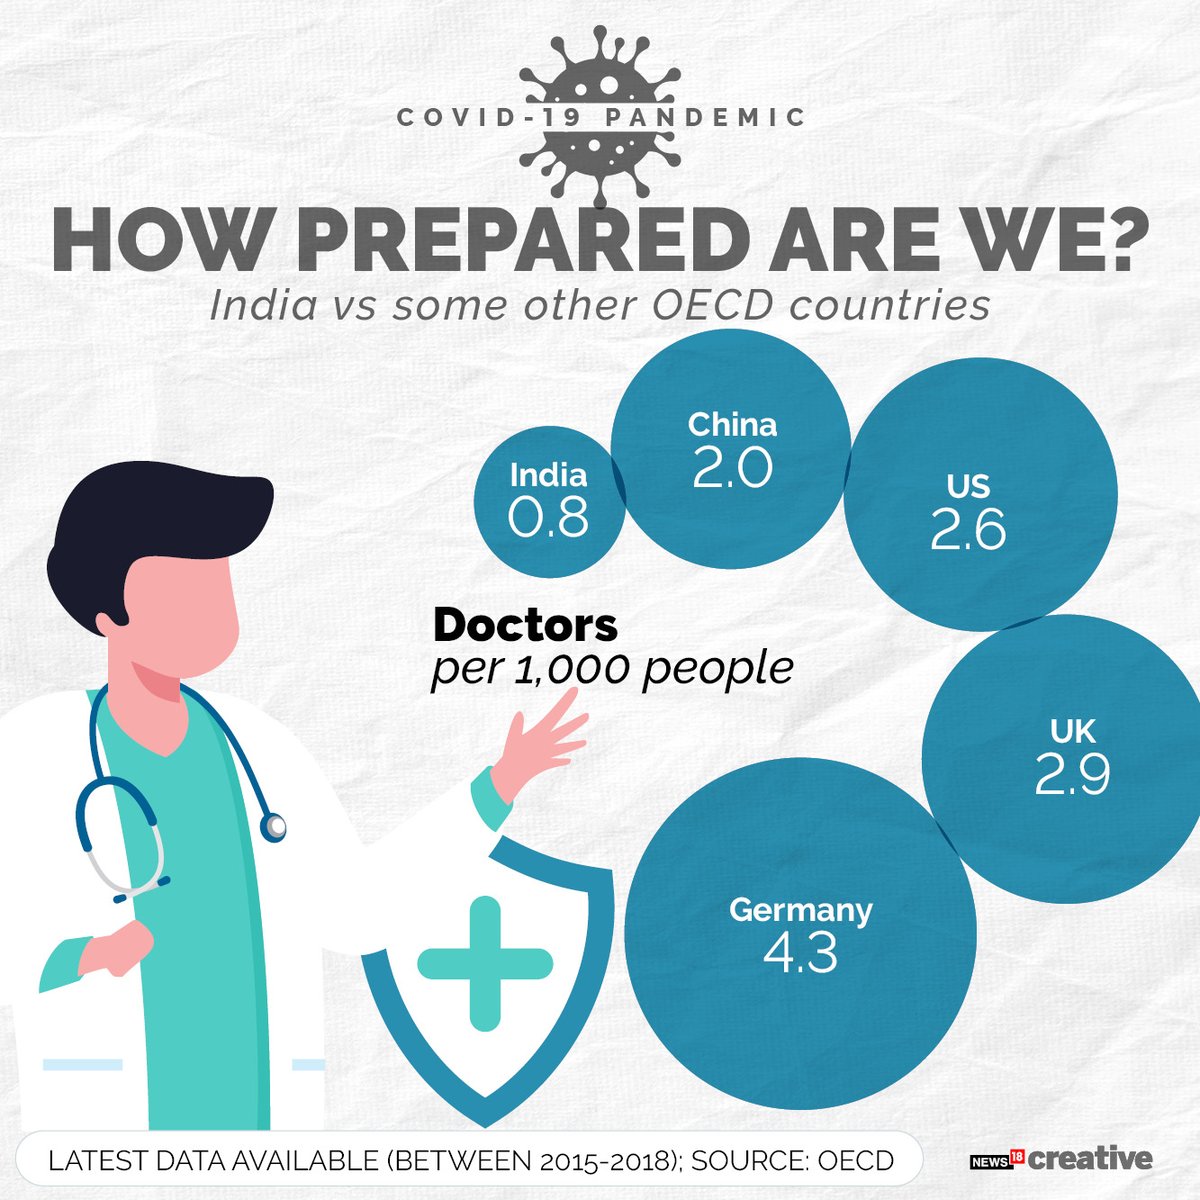 COVID-19 PANDEMIC
HOW PREPARED ARE WE?
India vs some other OECD countries
India
0.8
China
2.0
US
2.6
UK
2.9
Germany
4.3
Doctors
per 1,000 people
LATEST DATA AVAILABLE (BETWEEN 2015-2018); SOURCE: OECD
NEWS18 creative